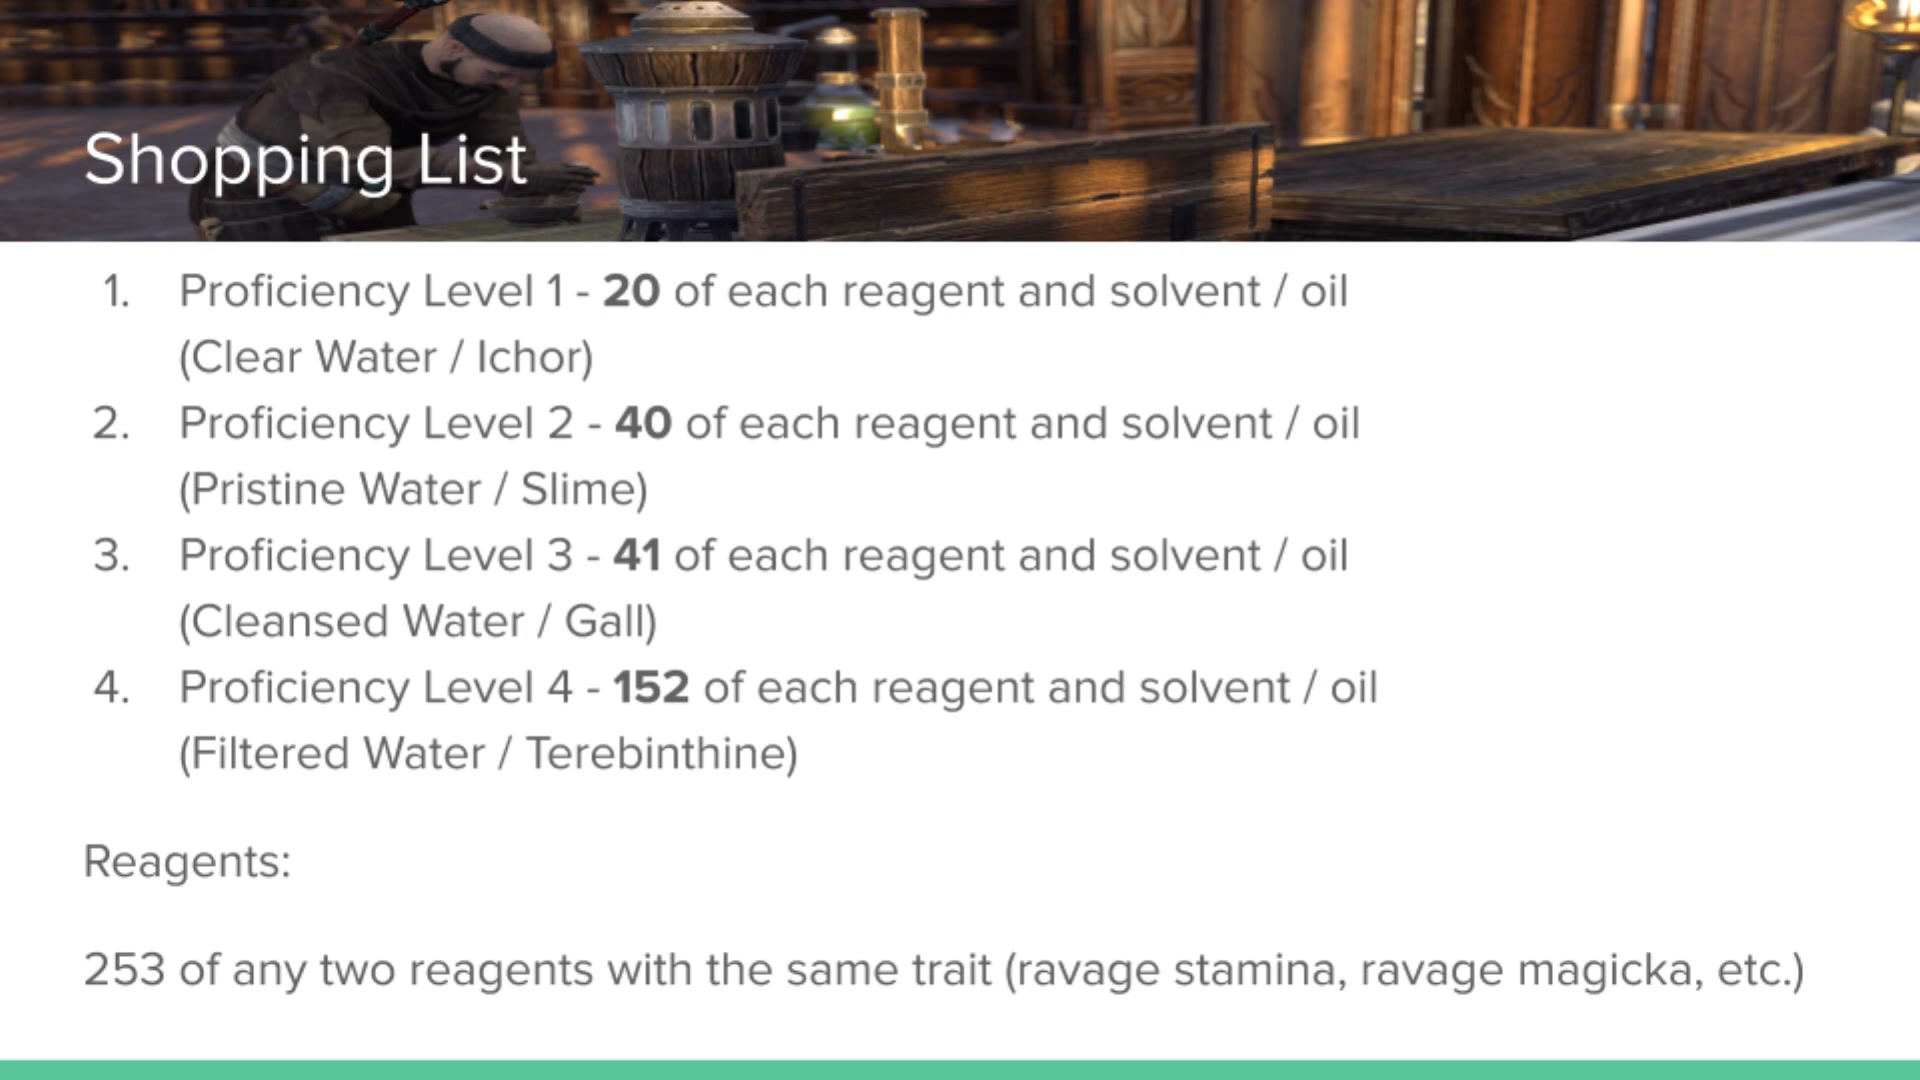 Shopping List
1. Proficiency Level 1 - 20 of each reagent and solvent / oil
(Clear Water / Ichor)
2. Proficiency Level 2 - 40 of each reagent and solvent / oil
(Pristine Water / Slime)
3. Proficiency Level 3 - 41 of each reagent and solvent / oil
(Cleansed Water / Gall)
4. Proficiency Level 4 - 152 of each reagent and solvent / oil
(Filtered Water / Terebinthine)
Reagents:
253 of any two reagents with the same trait (ravage stamina, ravage magicka, etc.)